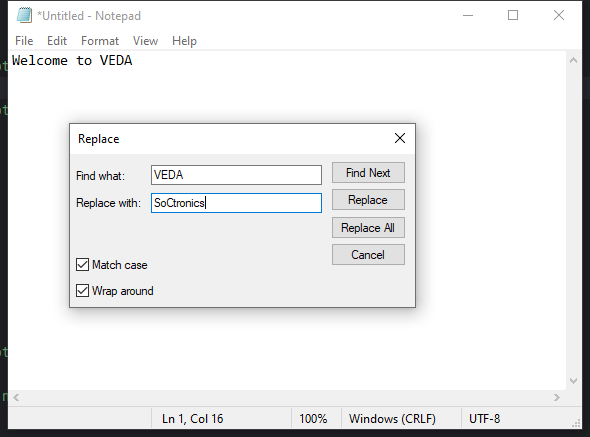 *Untitled - Notepad
File Edit Format View Help
Welcome to VEDA
Replace
Find what: VEDA Find Next
Replace with: SoCtronics Replace
Replace All
Cancel
Match case
Wrap around
Ln 1, Col 16 100% Windows (CRLF) UTF-8